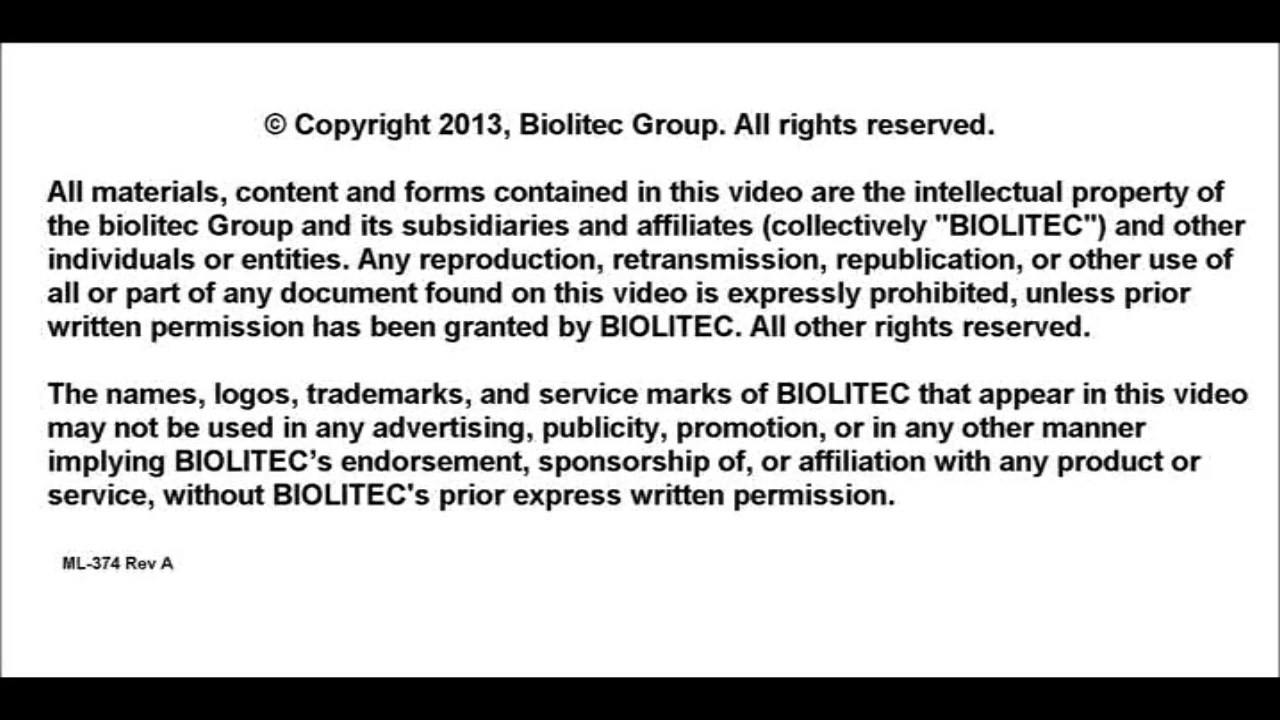 © Copyright 2013, Biolitec Group. All rights reserved.
All materials, content and forms contained in this video are the intellectual property of
the biolitec Group and its subsidiaries and affiliates (collectively "BIOLITEC") and other
individuals or entities. Any reproduction, retransmission, republication, or other use of
all or part of any document found on this video is expressly prohibited, unless prior
written permission has been granted by BIOLITEC. All other rights reserved.
The names, logos, trademarks, and service marks of BIOLITEC that appear in this video
may not be used in any advertising, publicity, promotion, or in any other manner
implying BIOLITEC’s endorsement, sponsorship of, or affiliation with any product or
service, without BIOLITEC's prior express written permission.
ML-374 Rev A